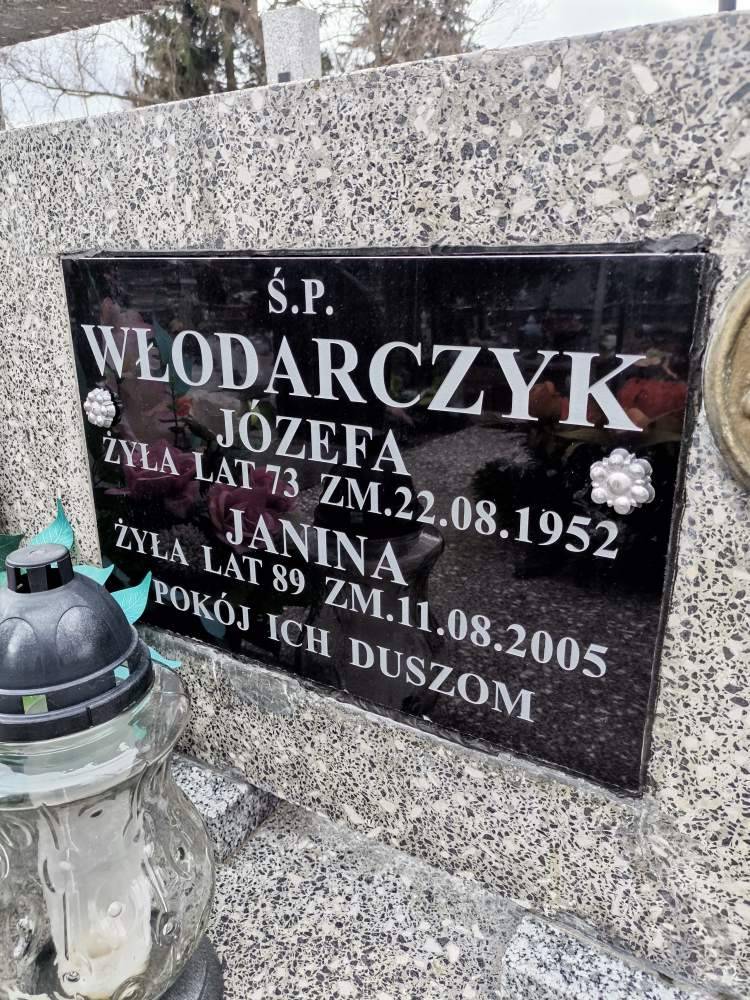 Ś.P.
WŁODARCZYK
JÓZEFA
ŻYŁA LAT 73 ZM.22.08.1952
JANINA
ŻYŁA LAT 89 ZM.11.08.2005
POKÓJ ICH DUSZOM